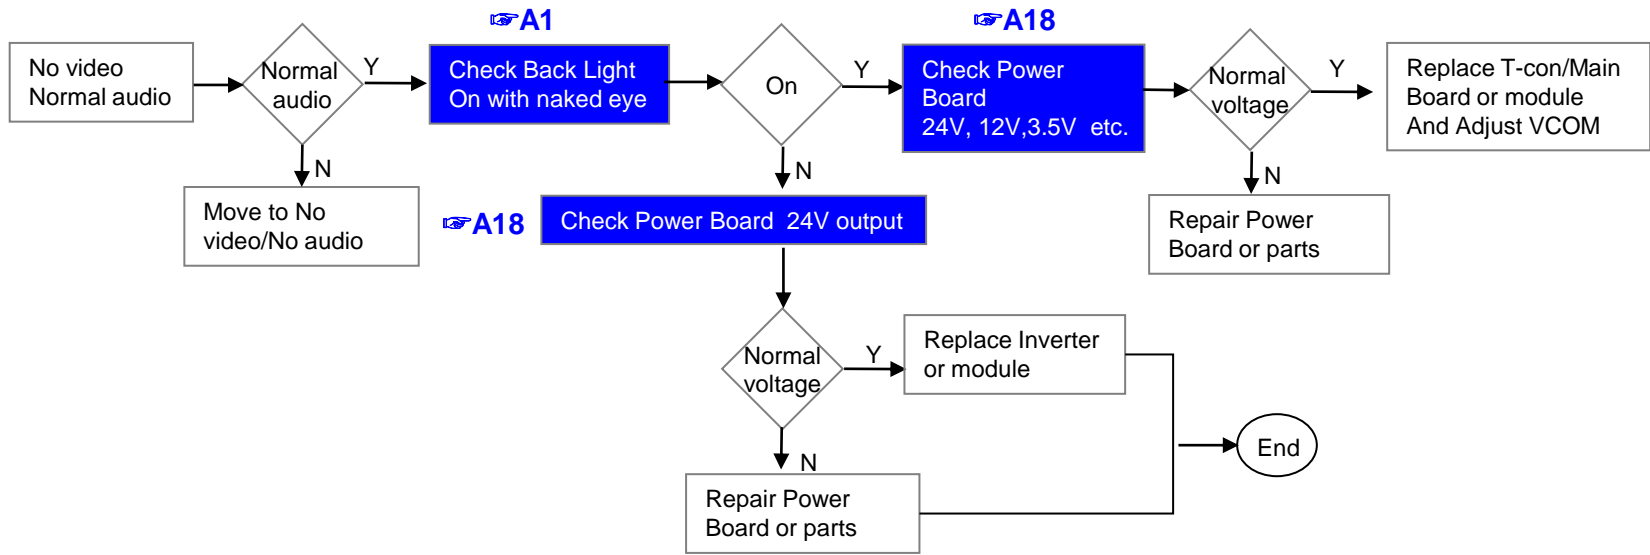 ☞A1
☞A18
No video
Normal audio
Normal
audio
Y
Check Back Light
On with naked eye
On
Y
Check Power
Board
24V, 12V,3.5V etc.
Normal
voltage
Y
Replace T-con/Main
Board or module
And Adjust VCOM
N
Move to No
video/No audio
N
☞A18
Check Power Board 24V output
N
Repair Power
Board or parts
Normal
voltage
Y
Replace Inverter
or module
N
Repair Power
Board or parts
End